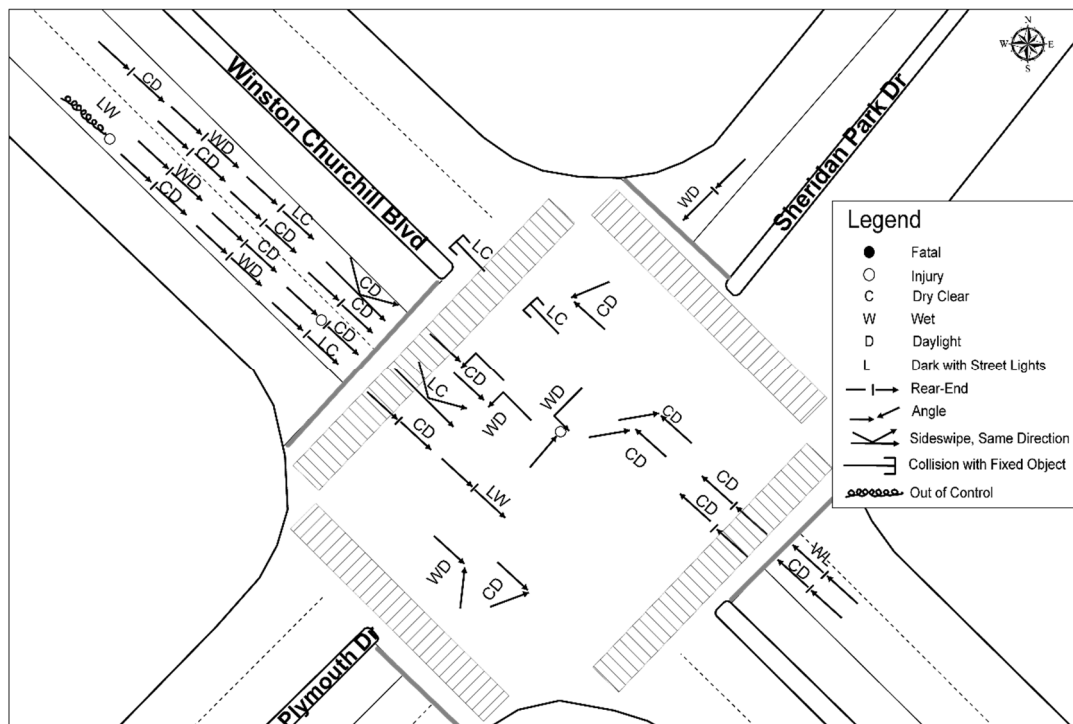 N
W E
S
Winston Churchill Blvd
Sheridan Park Dr
Plymouth Dr
CD
LW
WD
CD
WD
CD
LC
CD
CD
WD
CD
CD
CD
LC
WD
LC
LC
CD
CD
LC
WD
CD
WD
CD
CD
LW
CD
CD
WD
CD
WL
CD
Legend
Fatal
Injury
C Dry Clear
W Wet
D Daylight
L Dark with Street Lights
Rear-End
Angle
Sideswipe, Same Direction
Collision with Fixed Object
Out of Control